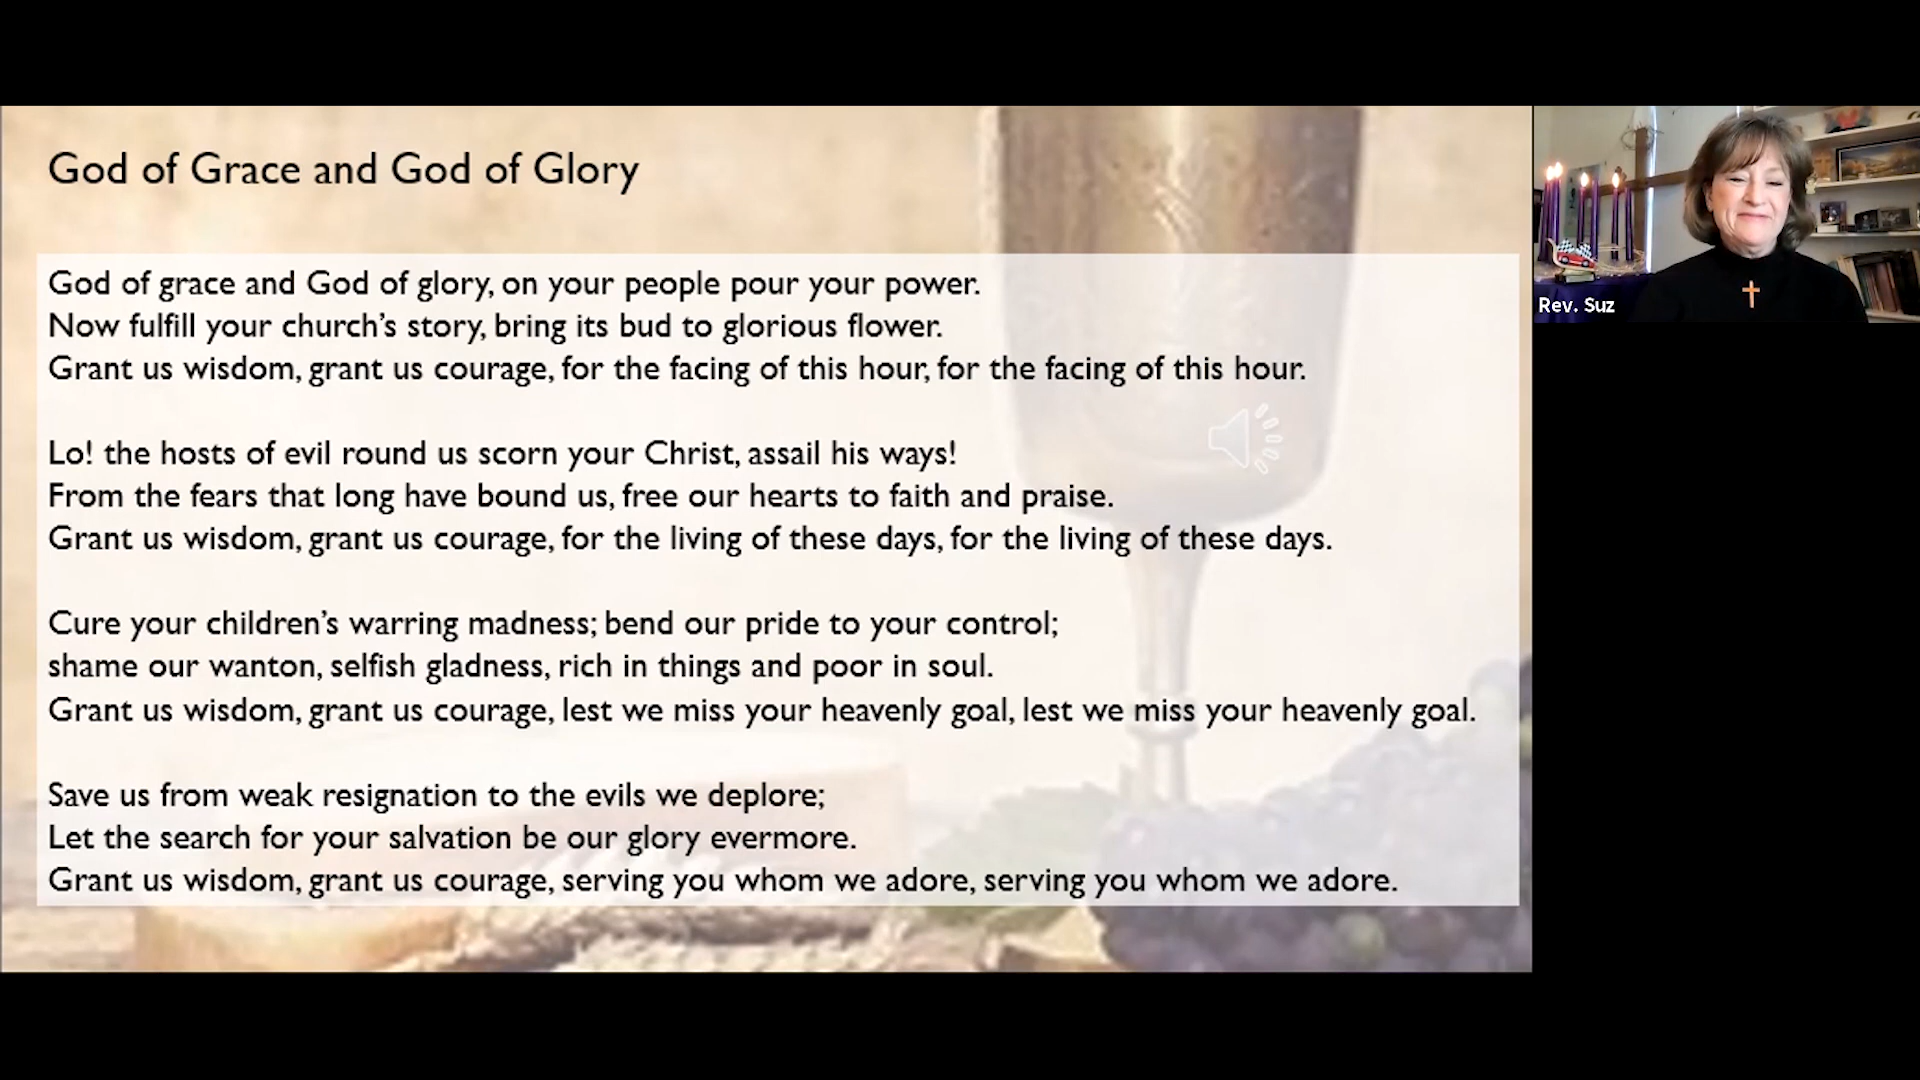 God of Grace and God of Glory
God of grace and God of glory, on your people pour your power.
Now fulfill your church’s story, bring its bud to glorious flower.
Grant us wisdom, grant us courage, for the facing of this hour, for the facing of this hour.
Lo! the hosts of evil round us scorn your Christ, assail his ways!
From the fears that long have bound us, free our hearts to faith and praise.
Grant us wisdom, grant us courage, for the living of these days, for the living of these days.
Cure your children’s warring madness; bend our pride to your control;
shame our wanton, selfish gladness, rich in things and poor in soul.
Grant us wisdom, grant us courage, lest we miss your heavenly goal, lest we miss your heavenly goal.
Save us from weak resignation to the evils we deplore;
Let the search for your salvation be our glory evermore.
Grant us wisdom, grant us courage, serving you whom we adore, serving you whom we adore.
Rev. Suz